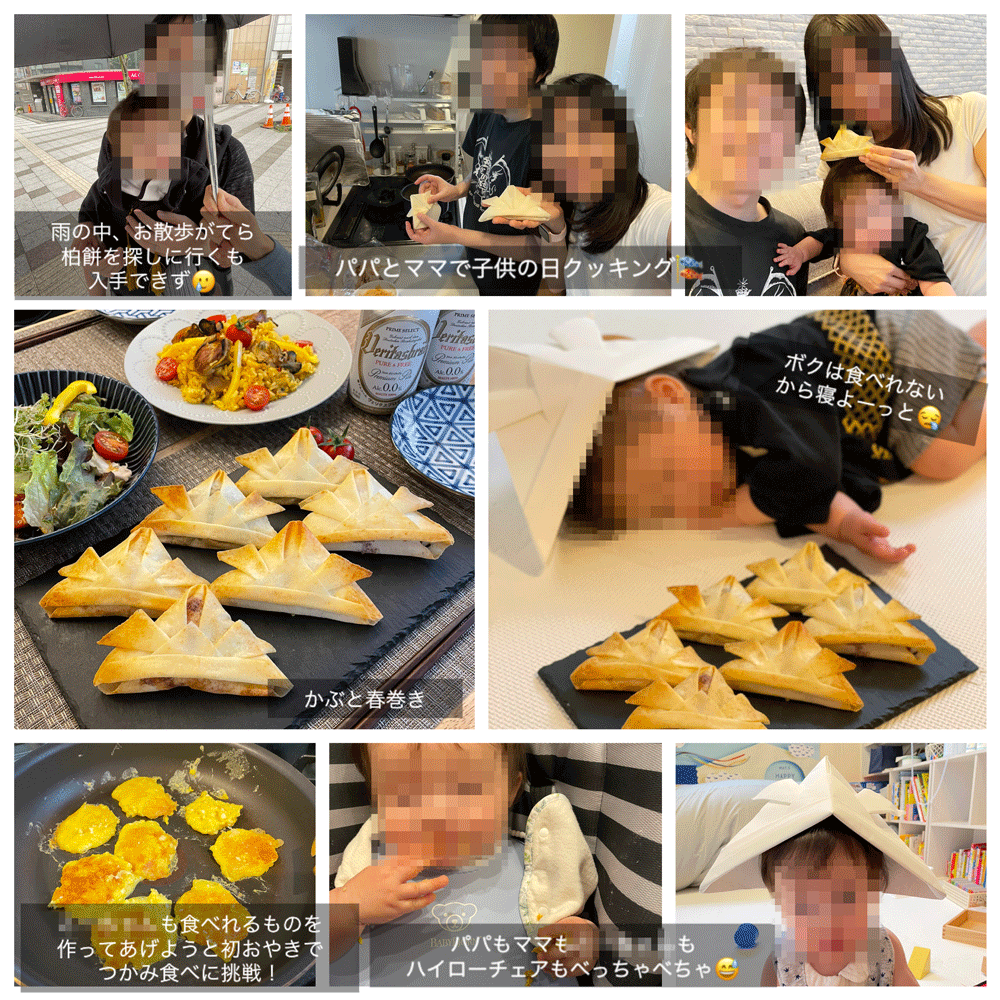 雨の中、お散歩がてら
柏餅を探しに行くも
入手できず🥲
パパとママで子供の日クッキング🎏
PRIME SELECT
Veritasbräu
PURE & FREE
Premium Pils
Alc 0.0%
かぶと春巻き
ボクは食べれない
から寝よーっと😪
も食べれるものを
作ってあげようと初おやきで
つかみ食べに挑戦！
パパもママも も
ハイローチェアもべっちゃべちゃ😅
HAPPY